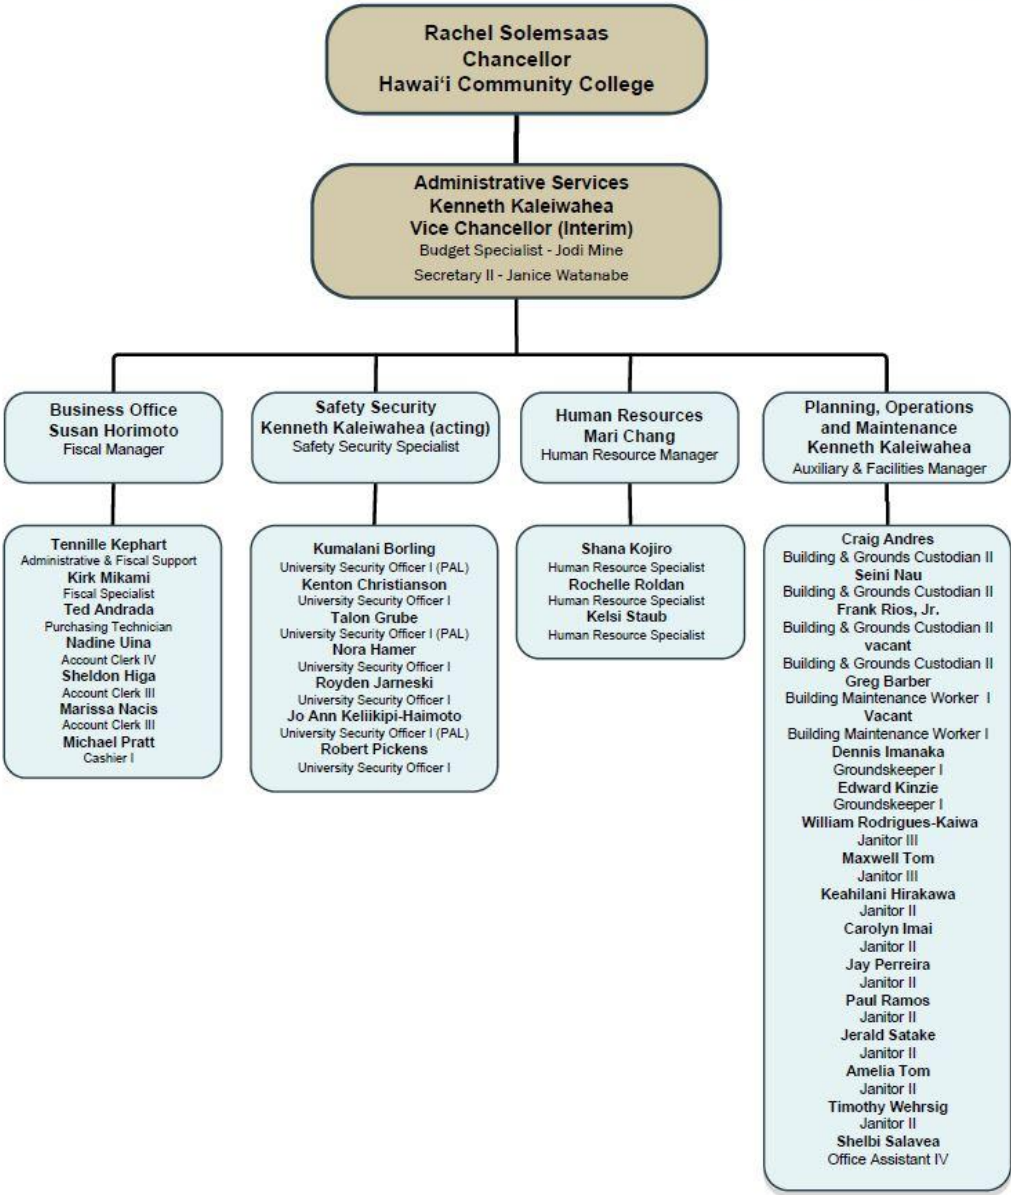 Rachel Solemsaas
Chancellor
Hawaiʻi Community College
Administrative Services
Kenneth Kaleiwahea
Vice Chancellor (Interim)
Budget Specialist - Jodi Mine
Secretary II - Janice Watanabe
Business Office
Susan Horimoto
Fiscal Manager
Safety Security
Kenneth Kaleiwahea (acting)
Safety Security Specialist
Human Resources
Mari Chang
Human Resource Manager
Planning, Operations
and Maintenance
Kenneth Kaleiwahea
Auxiliary & Facilities Manager
Tennille Kephart
Administrative & Fiscal Support
Kirk Mikami
Fiscal Specialist
Ted Andrada
Purchasing Technician
Nadine Uina
Account Clerk IV
Sheldon Higa
Account Clerk III
Marissa Nacis
Account Clerk III
Michael Pratt
Cashier I
Kumalani Borling
University Security Officer I (PAL)
Kenton Christianson
University Security Officer I
Talon Grube
University Security Officer I (PAL)
Nora Hamer
University Security Officer I
Royden Jarneski
University Security Officer I
Jo Ann Keliikipi-Haimoto
University Security Officer I (PAL)
Robert Pickens
University Security Officer I
Shana Kojiro
Human Resource Specialist
Rochelle Roldan
Human Resource Specialist
Kelsi Staub
Human Resource Specialist
Craig Andres
Building & Grounds Custodian II
Seini Nau
Building & Grounds Custodian II
Frank Rios, Jr.
Building & Grounds Custodian II
vacant
Building & Grounds Custodian II
Greg Barber
Building Maintenance Worker I
Vacant
Building Maintenance Worker I
Dennis Imanaka
Groundskeeper I
Edward Kinzie
Groundskeeper I
William Rodrigues-Kaiwa
Janitor III
Maxwell Tom
Janitor III
Keahilani Hirakawa
Janitor II
Carolyn Imai
Janitor II
Jay Perreira
Janitor II
Paul Ramos
Janitor II
Jerald Satake
Janitor II
Amelia Tom
Janitor II
Timothy Wehrsig
Janitor II
Shelbi Salavea
Office Assistant IV